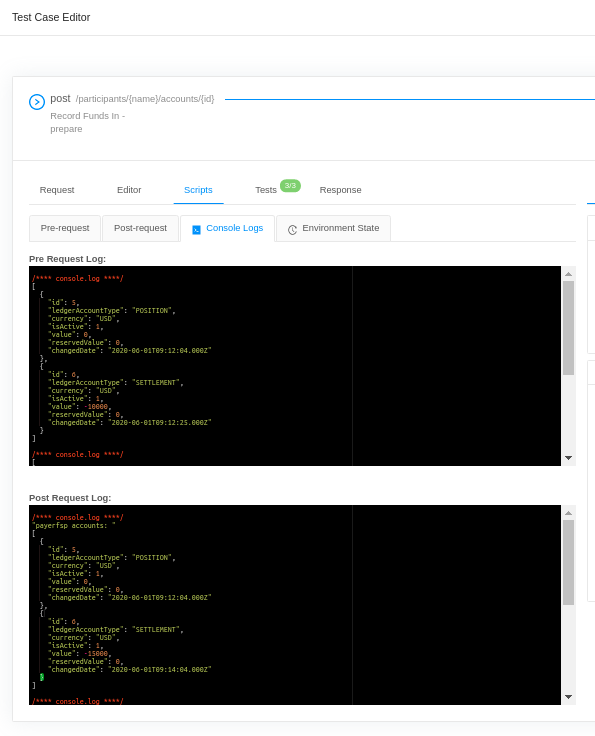 Test Case Editor
post /participants/{name}/accounts/{id}
Record Funds In -
prepare
Request Editor Scripts Tests 3/3 Response
Pre-request Post-request Console Logs Environment State
Pre Request Log:
/**** console.log ****/
[
{
"id": 5,
"ledgerAccountType": "POSITION",
"currency": "USD",
"isActive": 1,
"value": 0,
"reservedValue": 0,
"changedDate": "2020-06-01T09:12:04.000Z"
},
{
"id": 6,
"ledgerAccountType": "SETTLEMENT",
"currency": "USD",
"isActive": 1,
"value": -10000,
"reservedValue": 0,
"changedDate": "2020-06-01T09:12:25.000Z"
}
]
/**** console.log ****/
[
Post Request Log:
/**** console.log ****/
"payerfsp accounts: "
[
{
"id": 5,
"ledgerAccountType": "POSITION",
"currency": "USD",
"isActive": 1,
"value": 0,
"reservedValue": 0,
"changedDate": "2020-06-01T09:12:04.000Z"
},
{
"id": 6,
"ledgerAccountType": "SETTLEMENT",
"currency": "USD",
"isActive": 1,
"value": -15000,
"reservedValue": 0,
"changedDate": "2020-06-01T09:14:04.000Z"
}
]
/**** console.log ****/